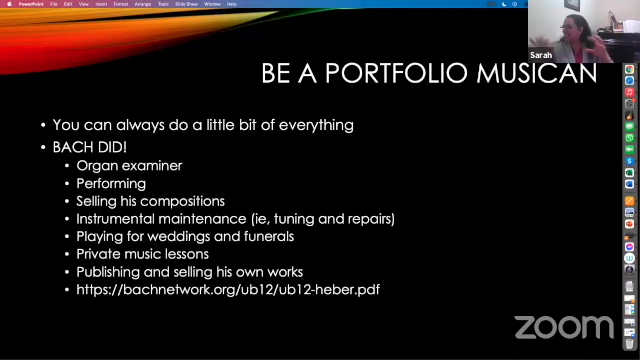 PowerPoint File Edit View Insert Format Arrange Tools Slide Show Window Help
Sarah
BE A PORTFOLIO MUSICAN
• You can always do a little bit of everything
• BACH DID!
• Organ examiner
• Performing
• Selling his compositions
• Instrumental maintenance (ie, tuning and repairs)
• Playing for weddings and funerals
• Private music lessons
• Publishing and selling his own works
• https://bachnetwork.org/ub12/ub12-heber.pdf
zoom